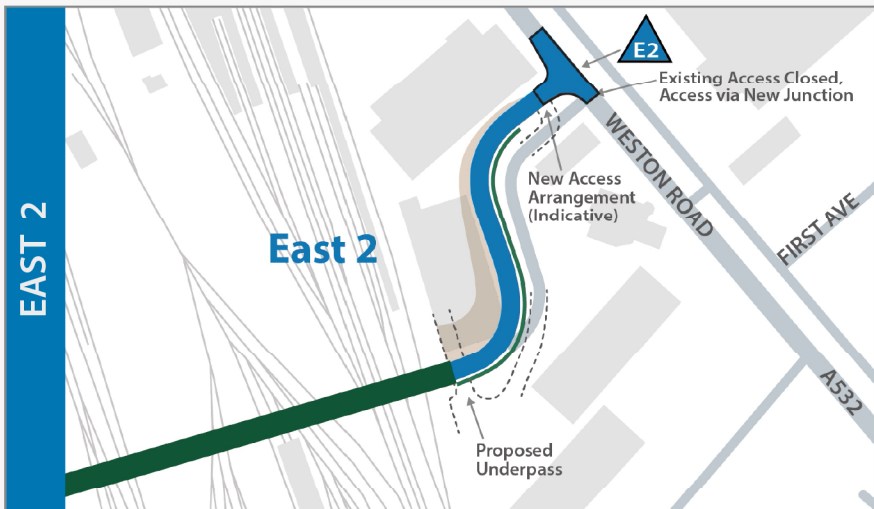 EAST 2
East 2
E2
Existing Access Closed,
Access via New Junction
New Access
Arrangement
(Indicative)
WESTON ROAD
FIRST AVE
A532
Proposed
Underpass